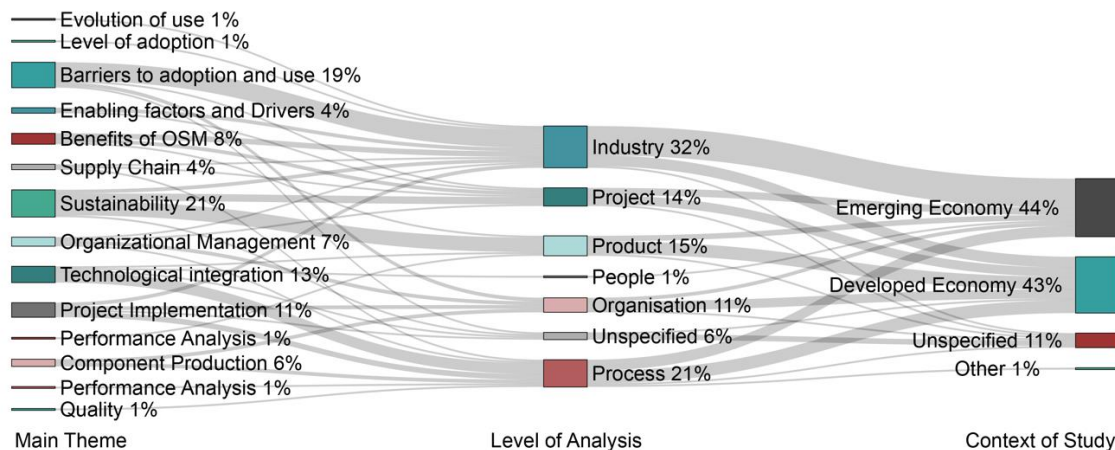 Evolution of use 1%
Level of adoption 1%
Barriers to adoption and use 19%
Enabling factors and Drivers 4%
Benefits of OSM 8%
Supply Chain 4%
Sustainability 21%
Organizational Management 7%
Technological integration 13%
Project Implementation 11%
Performance Analysis 1%
Component Production 6%
Performance Analysis 1%
Quality 1%
Main Theme
Industry 32%
Project 14%
Product 15%
People 1%
Organisation 11%
Unspecified 6%
Process 21%
Level of Analysis
Emerging Economy 44%
Developed Economy 43%
Unspecified 11%
Other 1%
Context of Study